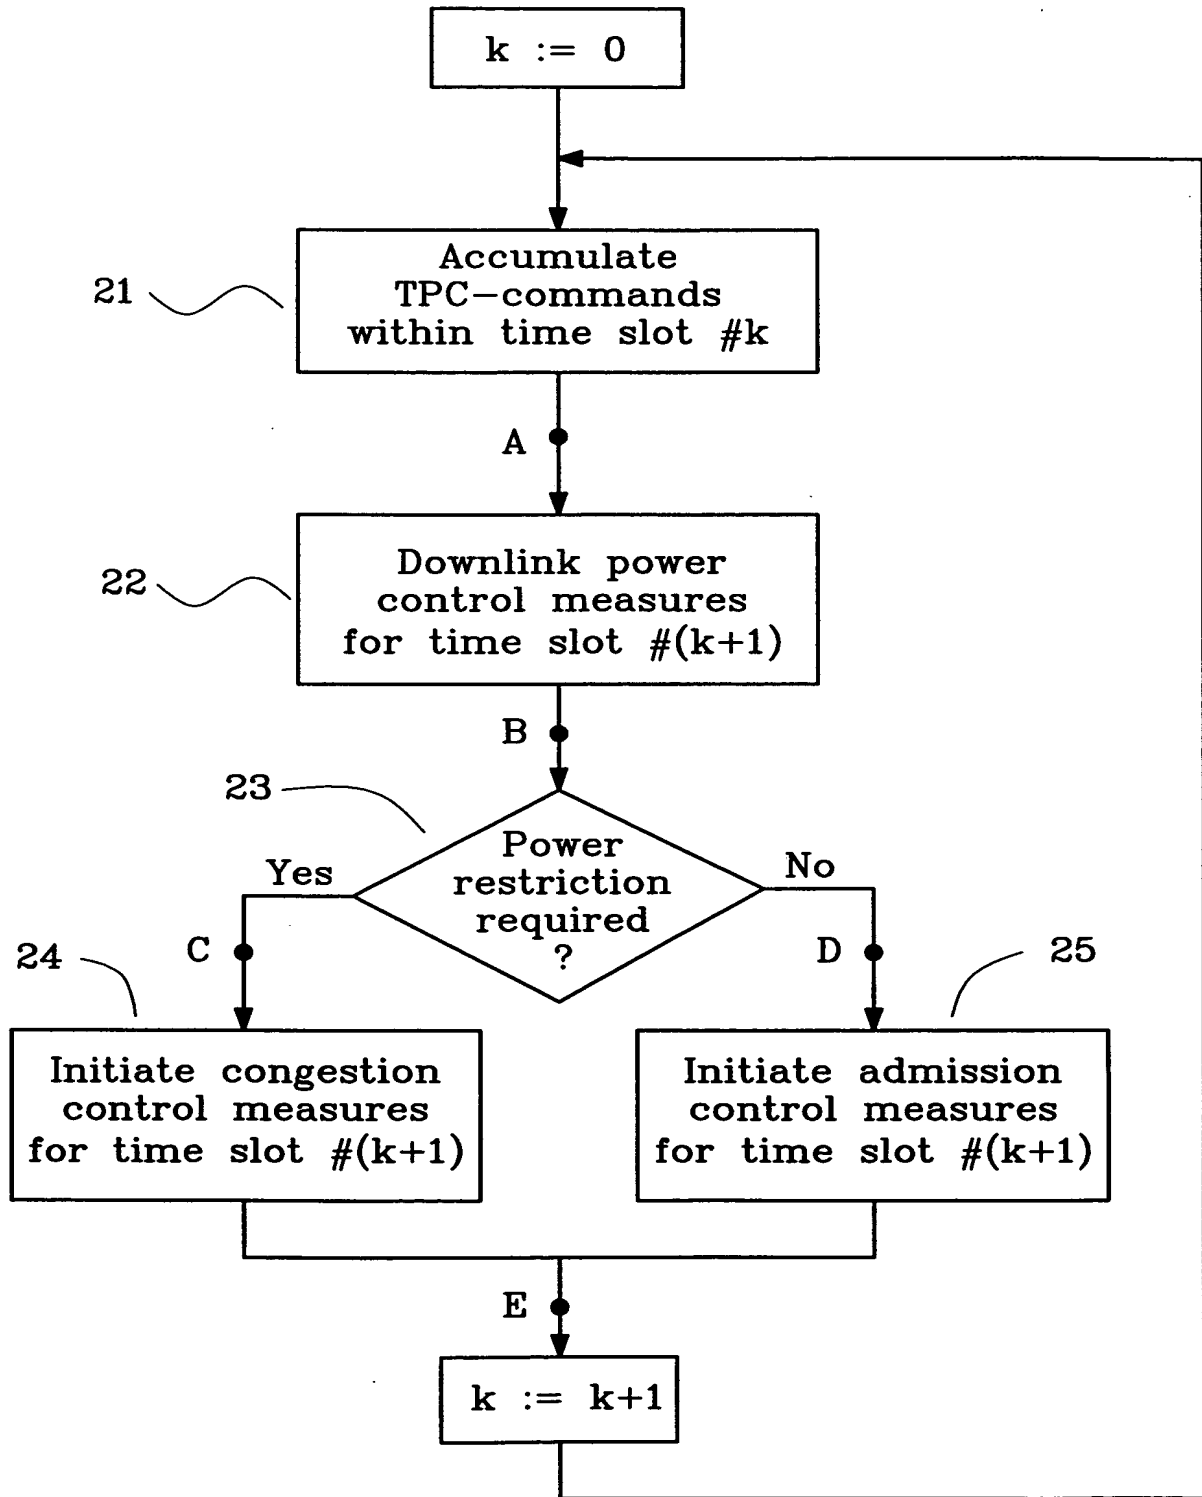 k := 0
21
Accumulate
TPC-commands
within time slot #k
A
22
Downlink power
control measures
for time slot #(k+1)
B
23
Power
restriction
required
?
Yes
No
C
D
24
25
Initiate congestion
control measures
for time slot #(k+1)
Initiate admission
control measures
for time slot #(k+1)
E
k := k+1